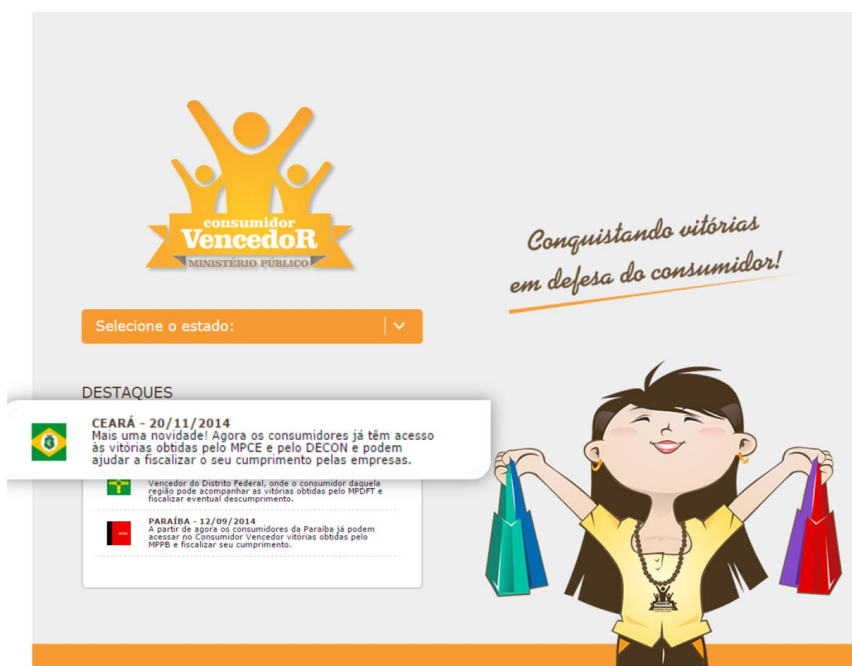 consumidor
VencedoR
MINISTÉRIO PÚBLICO
Conquistando vitórias
em defesa do consumidor!
Selecione o estado:
DESTAQUES
CEARÁ - 20/11/2014
Mais uma novidade! Agora os consumidores já têm acesso
às vitórias obtidas pelo MPCE e pelo DECON e podem
ajudar a fiscalizar o seu cumprimento pelas empresas.
Vencedor do Distrito Federal, onde o consumidor daquela
região pode acompanhar as vitórias obtidas pelo MPDFT e
fiscalizar eventual descumprimento.
PARAÍBA - 12/09/2014
A partir de agora os consumidores da Paraíba já podem
acessar no Consumidor Vencedor vitórias obtidas pelo
MPPB e fiscalizar seu cumprimento.
VencedoR